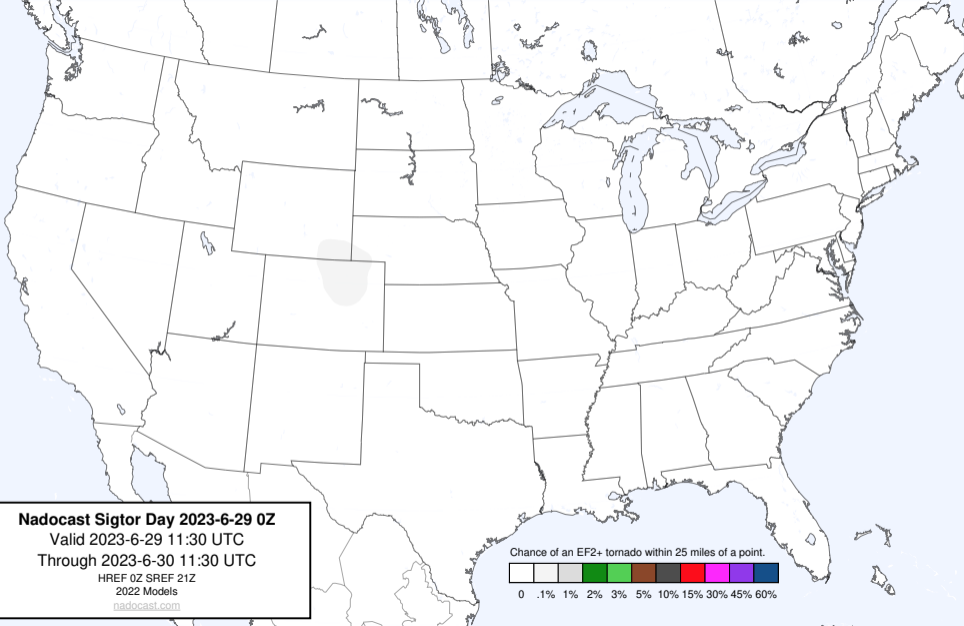 Nadocast Sigtor Day 2023-6-29 0Z
Valid 2023-6-29 11:30 UTC
Through 2023-6-30 11:30 UTC
HREF 0Z SREF 21Z
2022 Models
nadocast.com
Chance of an EF2+ tornado within 25 miles of a point.
0 .1% 1% 2% 3% 5% 10% 15% 30% 45% 60%